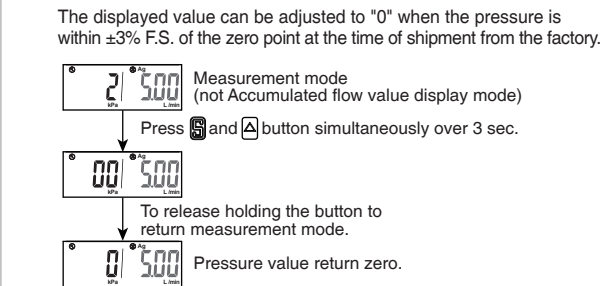 The displayed value can be adjusted to "0" when the pressure is
within ±3% F.S. of the zero point at the time of shipment from the factory.
Ag
2 5.00
kPa L /min
Measurement mode
(not Accumulated flow value display mode)
Press S and △ button simultaneously over 3 sec.
Ag
00 5.00
kPa L /min
To release holding the button to
return measurement mode.
Ag
0 5.00
kPa L /min
Pressure value return zero.